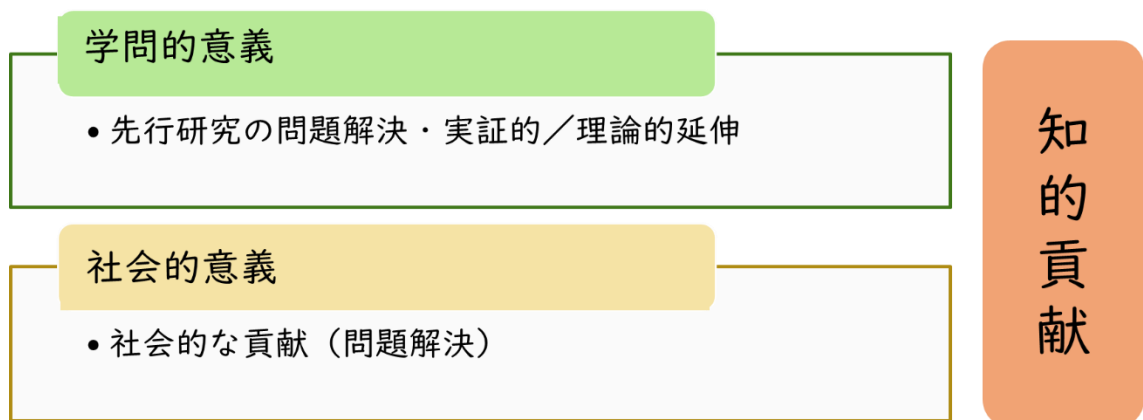 学問的意義
• 先行研究の問題解決・実証的／理論的延伸
社会的意義
• 社会的な貢献（問題解決）
知的貢献